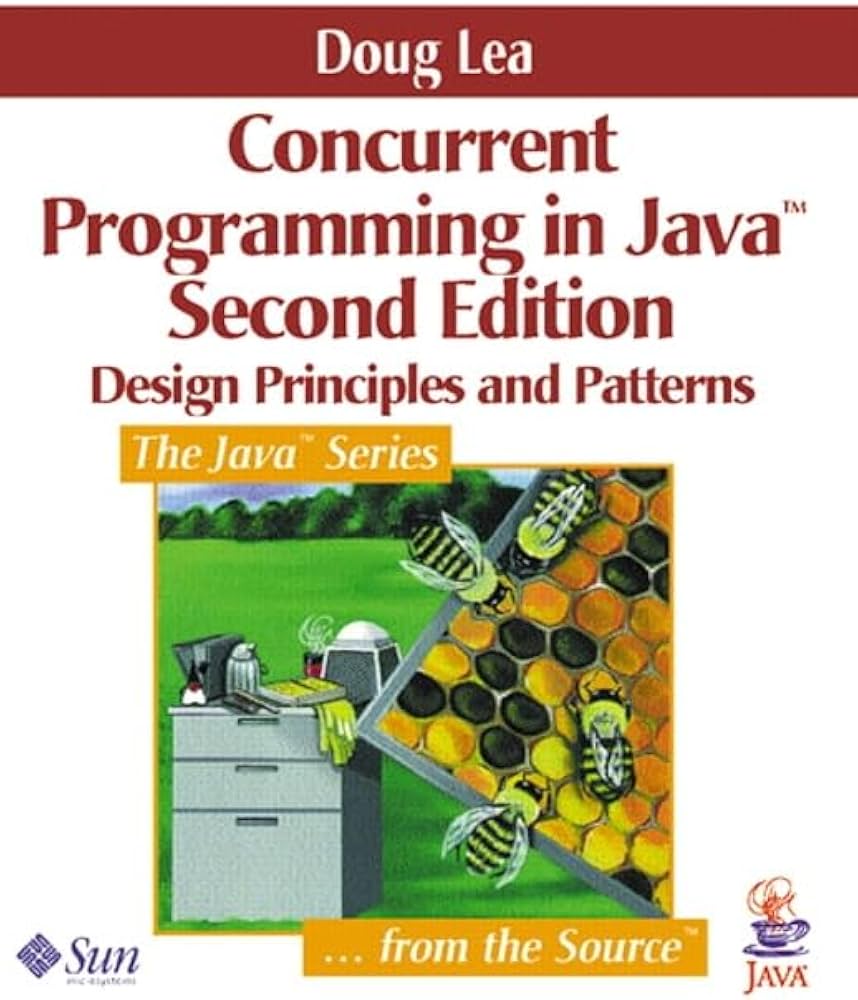 Doug Lea
Concurrent
Programming in Java™
Second Edition
Design Principles and Patterns
The Java™ Series
... from the Source™
Sun
microsystems
JAVA